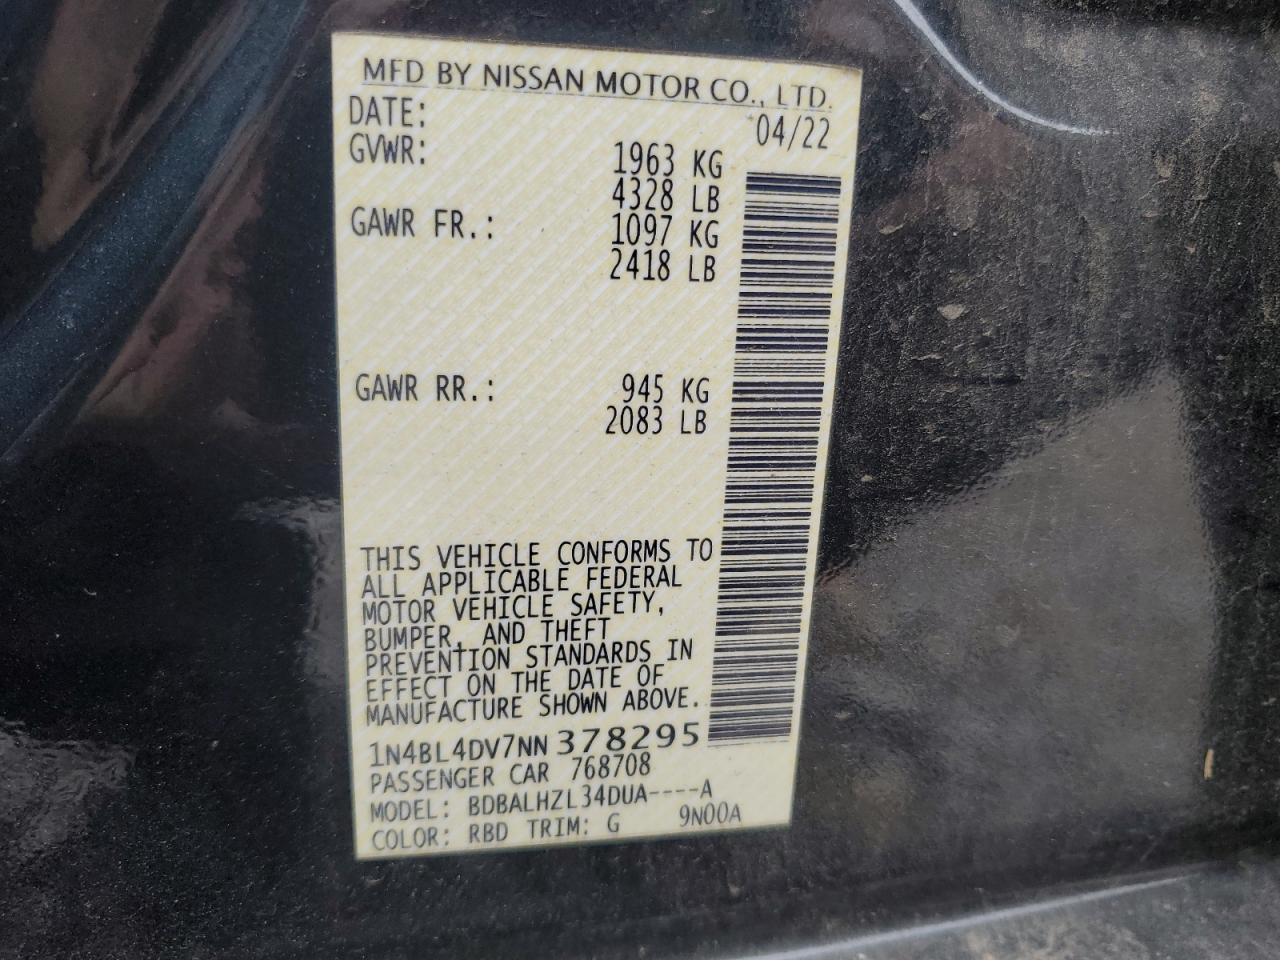 MFD BY NISSAN MOTOR CO., LTD.
DATE: 04/22
GVWR: 1963 KG
4328 LB
GAWR FR.: 1097 KG
2418 LB
GAWR RR.: 945 KG
2083 LB
THIS VEHICLE CONFORMS TO
ALL APPLICABLE FEDERAL
MOTOR VEHICLE SAFETY,
BUMPER, AND THEFT
PREVENTION STANDARDS IN
EFFECT ON THE DATE OF
MANUFACTURE SHOWN ABOVE.
1N4BL4DV7NN378295
PASSENGER CAR 768708
MODEL: BDBALHZL34DUA----A
COLOR: RBD TRIM: G 9N00A